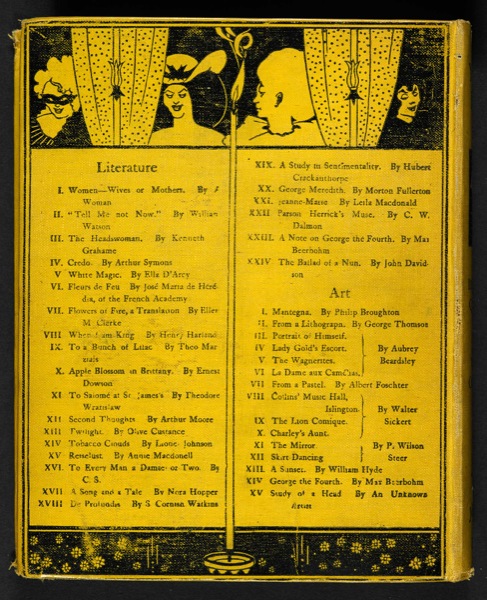 Literature
I. Women—Wives or Mothers. By A
Woman
II. "Tell Me not Now." By William
Watson
III. The Headswoman. By Kenneth
Grahame
IV. Credo. By Arthur Symons
V White Magic. By Ella D'Arcy
VI. Fleurs de Feu By José Maria de Héré-
dia, of the French Academy
VII. Flowers of Fire, a Translation By Ellen
M. Clerke
VIII When I am King By Henry Harland
IX. To a Bunch of Lilac By Theo Mar
zials
X. Apple Blossom in Brittany. By Ernest
Dowson
XI To Salomé at St. James's By Theodore
Wratislaw
XII Second Thoughts By Arthur Moore
XIII Twilight. By Olive Custance
XIV Tobacco Clouds By Lionel Johnson
XV Reiselust. By Annie Macdonell
XVI. To Every Man a Damsel or Two. By
C. S.
XVII A Song and a Tale By Nora Hopper
XVIII De Profundis By S Cornish Watkins
XIX. A Study in Sentimentality. By Hubert
Crackanthorpe
XX. George Meredith. By Morton Fullerton
XXI. Jeanne-Marie By Leila Macdonald
XXII Parson Herrick's Muse. By C. W.
Dalmon
XXIII. A Note on George the Fourth. By Max
Beerbohm
XXIV The Ballad of a Nun. By John David-
son
Art
I. Mantegna. By Philip Broughton
II. From a Lithograph. By George Thomson
III. Portrait of Himself.
IV Lady Gold's Escort.
V The Wagnerites.
VI La Dame aux Camélias.
By Aubrey
Beardsley
VII From a Pastel. By Albert Foschter
VIII Collins' Music Hall,
Islington.
IX The Lion Comique.
X. Charley's Aunt.
By Walter
Sickert
XI The Mirror.
XII Skirt-Dancing
By P. Wilson
Steer
XIII. A Sunset. By William Hyde
XIV George the Fourth. By Max Beerbohm
XV Study of a Head By An Unknown
Artist